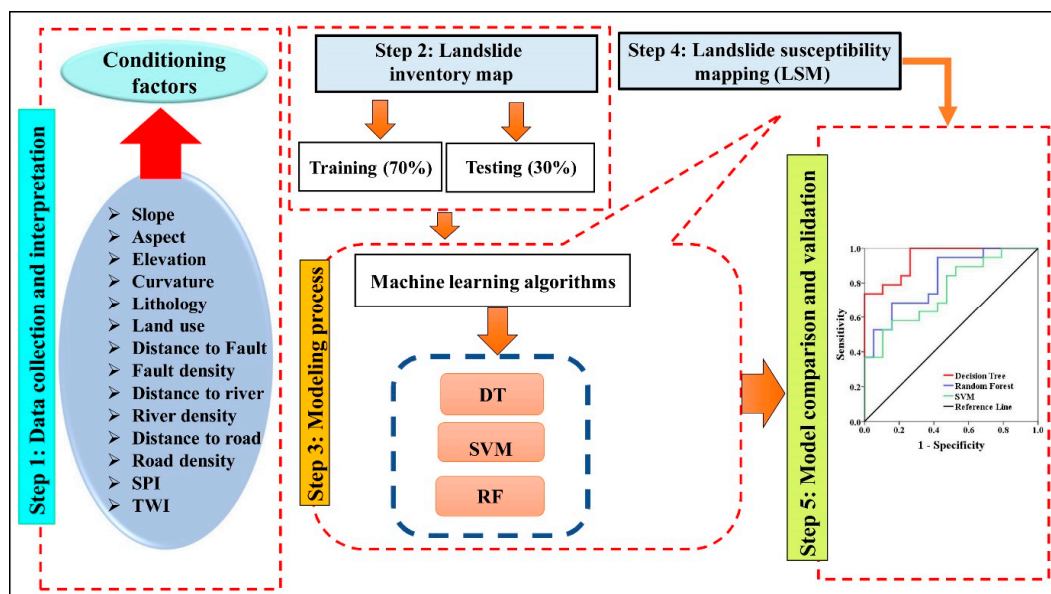 Step 1: Data collection and interpretation
Conditioning
factors
➢ Slope
➢ Aspect
➢ Elevation
➢ Curvature
➢ Lithology
➢ Land use
➢ Distance to Fault
➢ Fault density
➢ Distance to river
➢ River density
➢ Distance to road
➢ Road density
➢ SPI
➢ TWI
Step 2: Landslide
inventory map
Training (70%)
Testing (30%)
Step 3: Modeling process
Machine learning algorithms
DT
SVM
RF
Step 4: Landslide susceptibility
mapping (LSM)
Step 5: Model comparison and validation
Sensitivity
1.0
0.8
0.6
0.4
0.2
0.0
Decision Tree
Random Forest
SVM
Reference Line
0.0 0.2 0.4 0.6 0.8 1.0
1 - Specificity